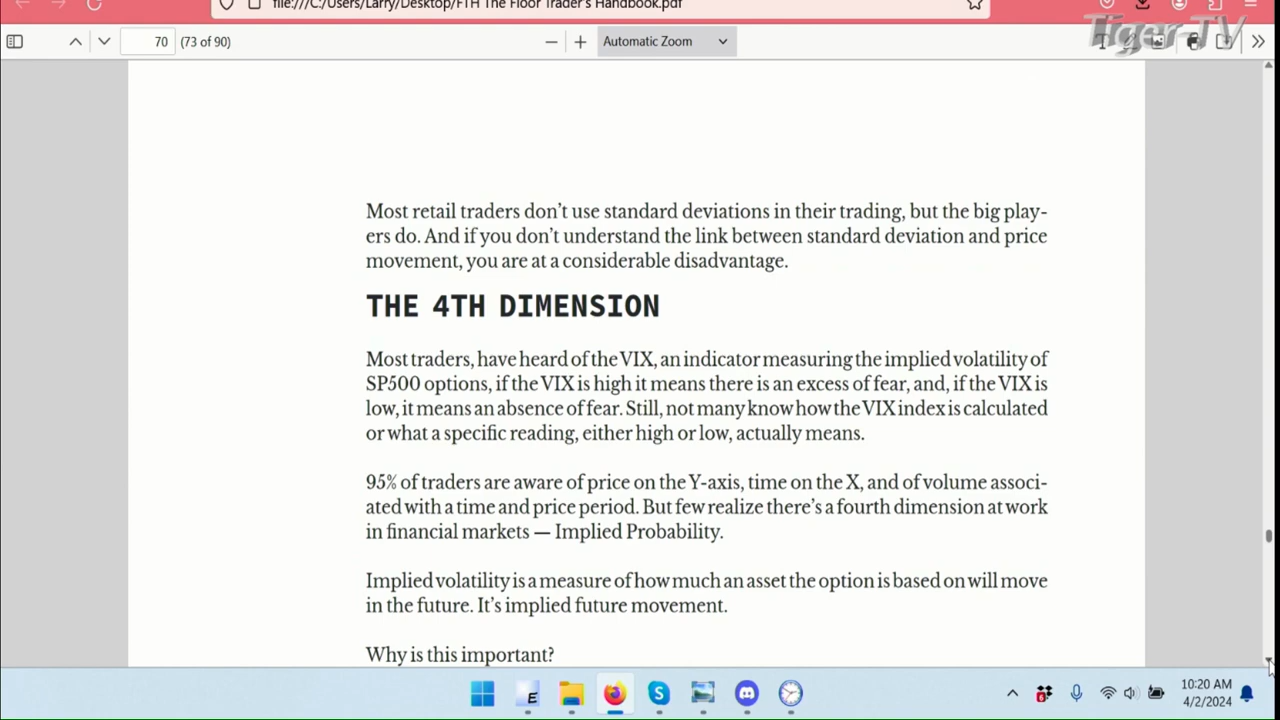 file:///C:/Users/Larry/Desktop/FTH The Floor Trader's Handbook.pdf
Tiger-TV
70 (73 of 90) Automatic Zoom
Most retail traders don’t use standard deviations in their trading, but the big play-
ers do. And if you don’t understand the link between standard deviation and price
movement, you are at a considerable disadvantage.
THE 4TH DIMENSION
Most traders, have heard of the VIX, an indicator measuring the implied volatility of
SP500 options, if the VIX is high it means there is an excess of fear, and, if the VIX is
low, it means an absence of fear. Still, not many know how the VIX index is calculated
or what a specific reading, either high or low, actually means.
95% of traders are aware of price on the Y-axis, time on the X, and of volume associ-
ated with a time and price period. But few realize there’s a fourth dimension at work
in financial markets — Implied Probability.
Implied volatility is a measure of how much an asset the option is based on will move
in the future. It’s implied future movement.
Why is this important?
10:20 AM
4/2/2024